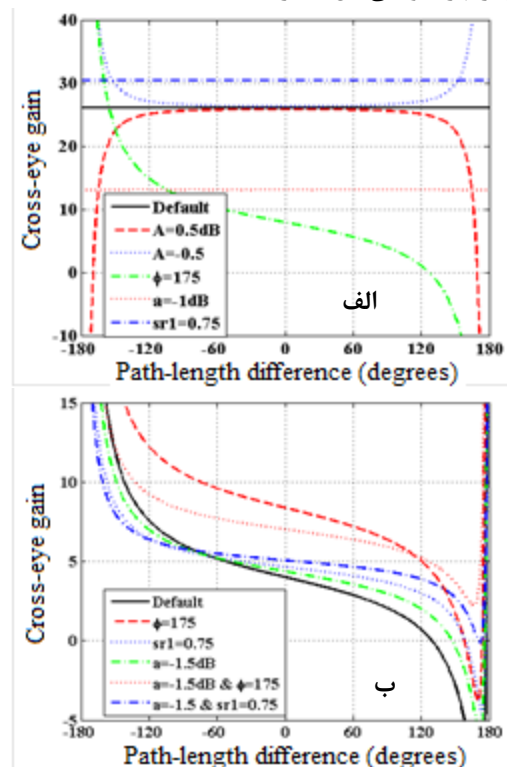 40
30
20
10
0
-10
Cross-eye gain
Default
A=0.5dB
A=-0.5
ϕ=175
a=-1dB
sr1=0.75
الف
-180 -120 -60 0 60 120 180
Path-length difference (degrees)
15
10
5
0
-5
Cross-eye gain
Default
ϕ=175
sr1=0.75
a=-1.5dB
a=-1.5dB & ϕ=175
a=-1.5 & sr1=0.75
ب
-180 -120 -60 0 60 120 180
Path-length difference (degrees)